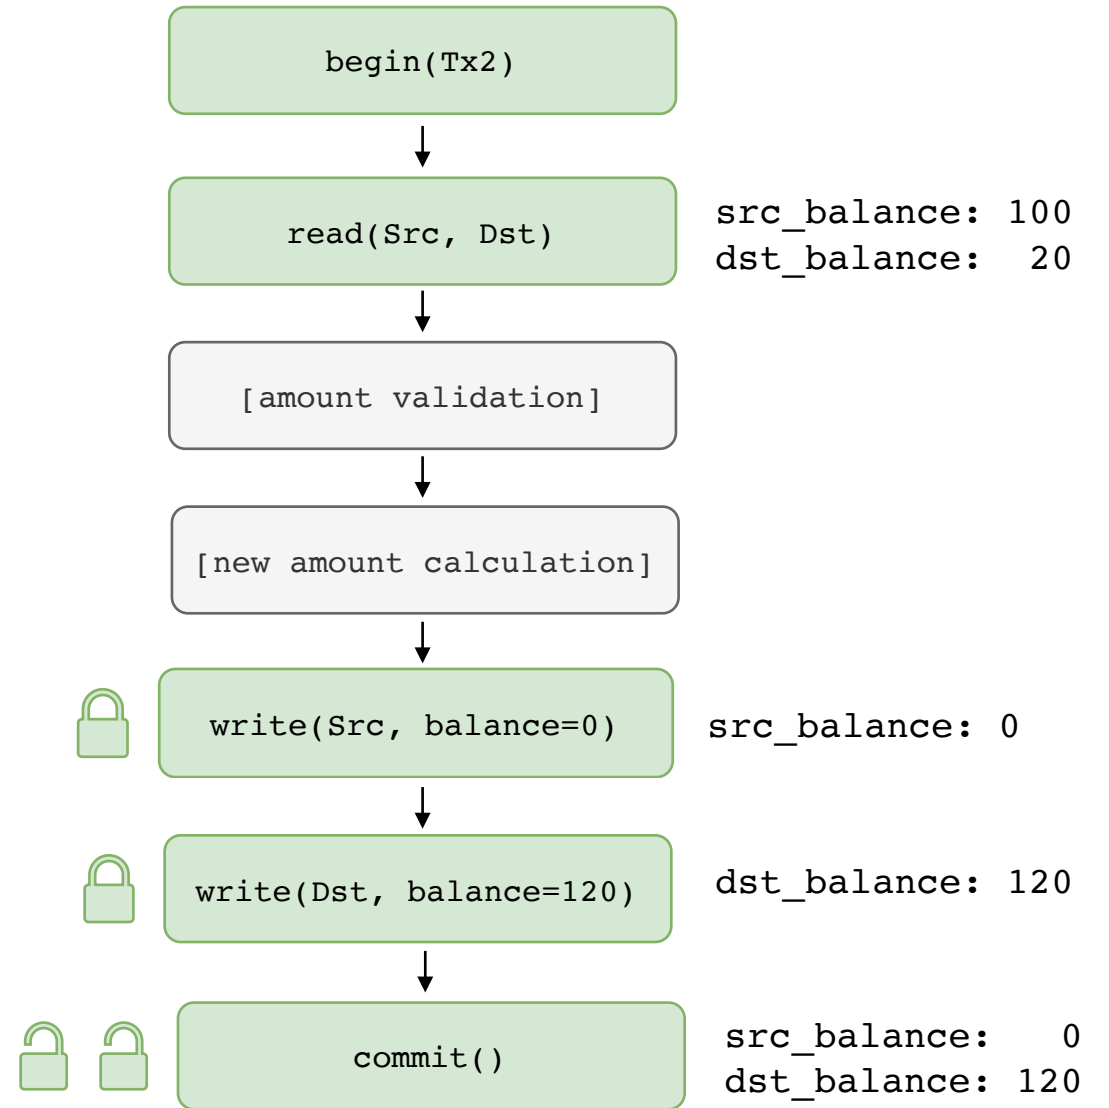 begin(Tx2)
read(Src, Dst)
src_balance: 100
dst_balance:  20
[amount validation]
[new amount calculation]
write(Src, balance=0)
src_balance: 0
write(Dst, balance=120)
dst_balance: 120
commit()
src_balance:   0
dst_balance: 120